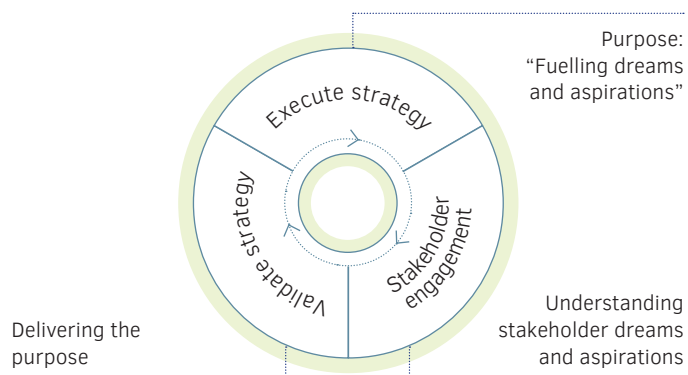 Purpose:
“Fuelling dreams
and aspirations”
Execute strategy
Stakeholder
engagement
Validate strategy
Understanding
stakeholder dreams
and aspirations
Delivering the
purpose